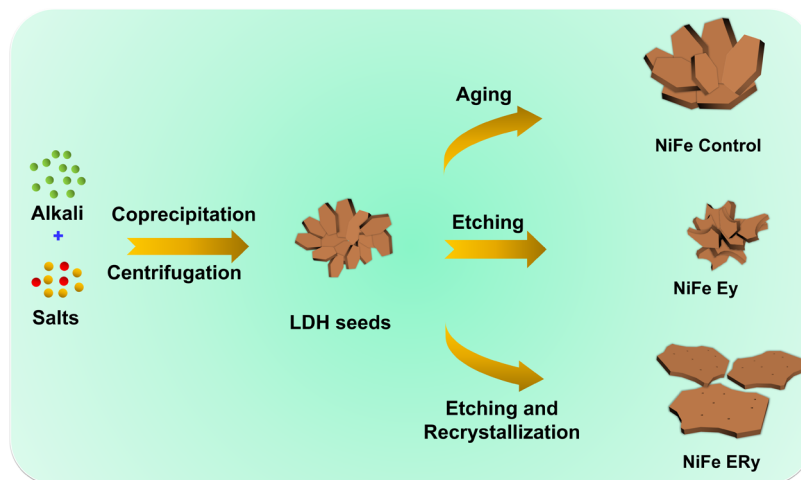 Alkali
+
Salts
Coprecipitation
Centrifugation
LDH seeds
Aging
Etching
Etching and
Recrystallization
NiFe Control
NiFe Ey
NiFe ERy